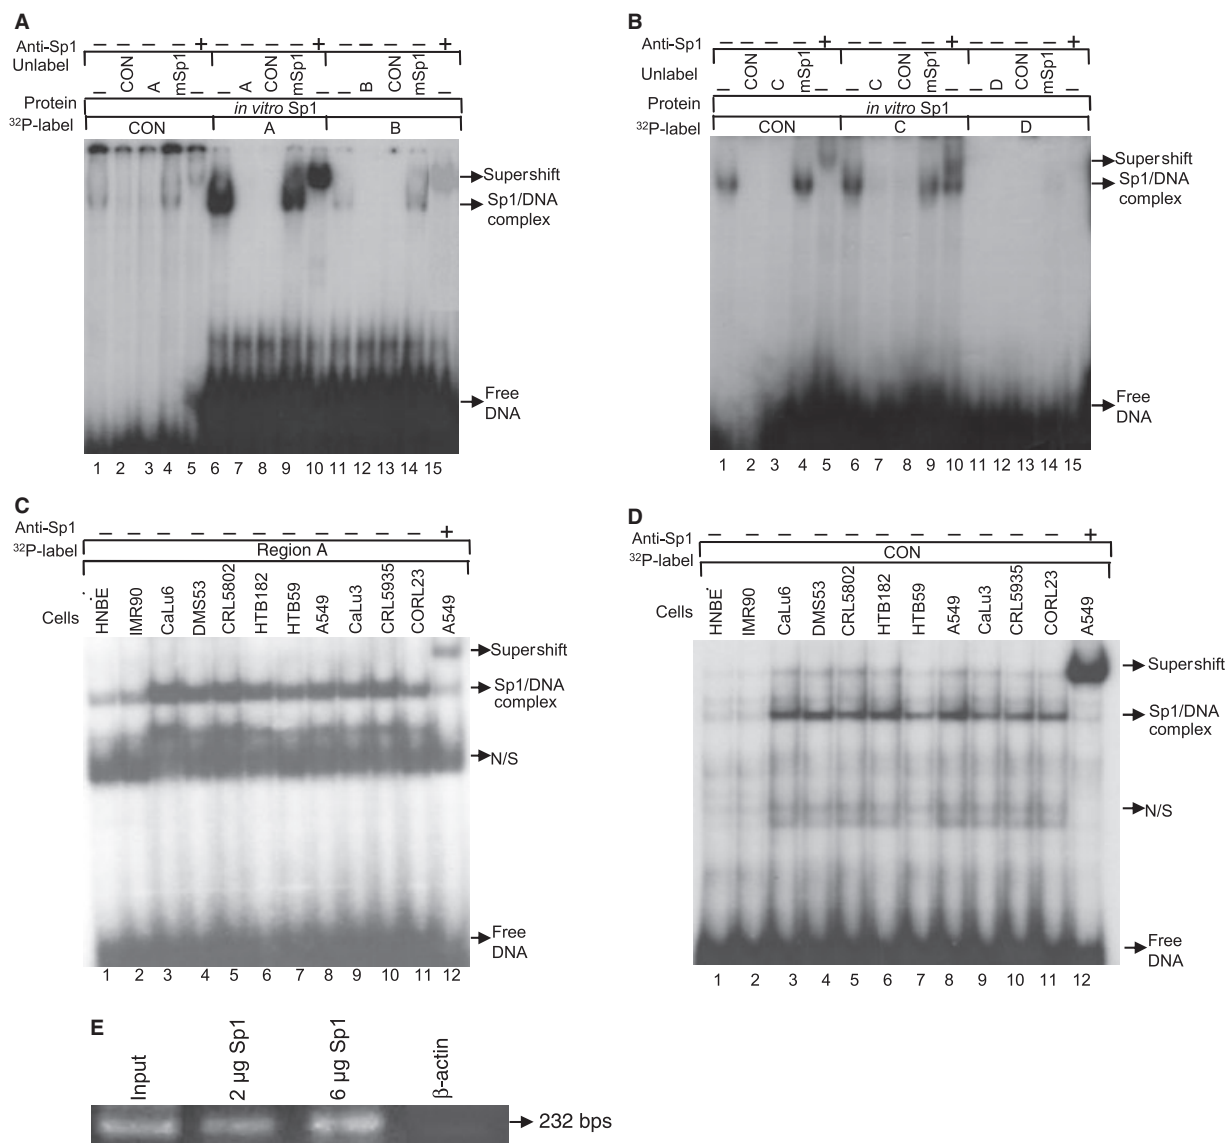 A
Anti-Sp1 – – – – + – – – – + – – – – +
Unlabel – CON A mSp1 – – A CON mSp1 – – B CON mSp1 –
Protein in vitro Sp1
32P-label CON A B
Supershift
Sp1/DNA
complex
Free
DNA
1 2 3 4 5 6 7 8 9 10 11 12 13 14 15
B
Anti-Sp1 – – – – + – – – – + – – – – +
Unlabel – CON C mSp1 – – C CON mSp1 – – D CON mSp1 –
Protein in vitro Sp1
32P-label CON C D
Supershift
Sp1/DNA
complex
Free
DNA
1 2 3 4 5 6 7 8 9 10 11 12 13 14 15
C
Anti-Sp1 – – – – – – – – – – – +
32P-label Region A
Cells HNBE IMR90 CaLu6 DMS53 CRL5802 HTB182 HTB59 A549 CaLu3 CRL5935 CORL23 A549
Supershift
Sp1/DNA
complex
N/S
Free
DNA
1 2 3 4 5 6 7 8 9 10 11 12
D
Anti-Sp1 – – – – – – – – – – – +
32P-label CON
Cells HNBE IMR90 CaLu6 DMS53 CRL5802 HTB182 HTB59 A549 CaLu3 CRL5935 CORL23 A549
Supershift
Sp1/DNA
complex
N/S
Free
DNA
1 2 3 4 5 6 7 8 9 10 11 12
E
Input 2 µg Sp1 6 µg Sp1 β-actin
232 bps